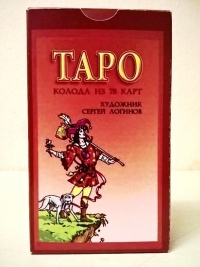 ТАРО
КОЛОДА ИЗ 78 КАРТ
ХУДОЖНИК
СЕРГЕЙ ЛОГИНОВ